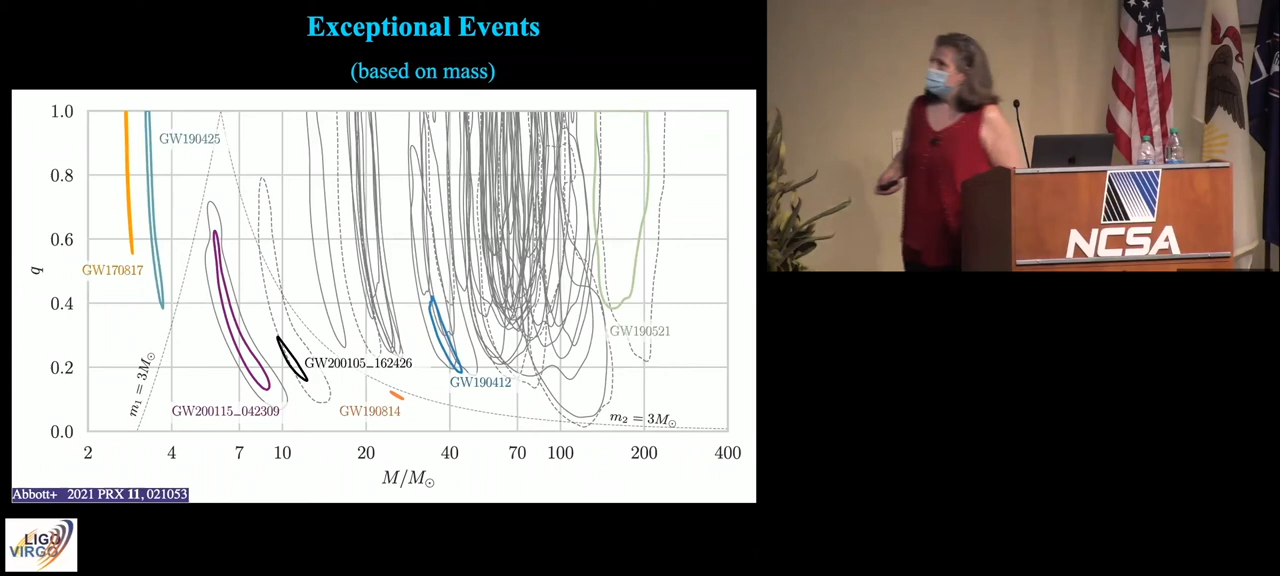 Exceptional Events
(based on mass)
1.0
0.8
0.6
0.4
0.2
0.0
q
2
4
7
10
20
40
70
100
200
400
M/M⊙
GW190425
GW170817
GW190521
GW200105_162426
GW190412
GW200115_042309
GW190814
m₁ = 3M⊙
m₂ = 3M⊙
Abbott+ 2021 PRX 11, 021053
LIGO
VIRGO
NCSA